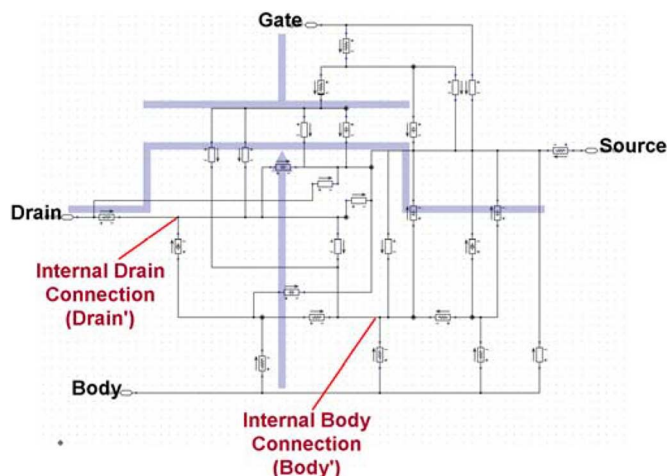 Gate
Source
Drain
Internal Drain
Connection
(Drain')
Body
Internal Body
Connection
(Body')